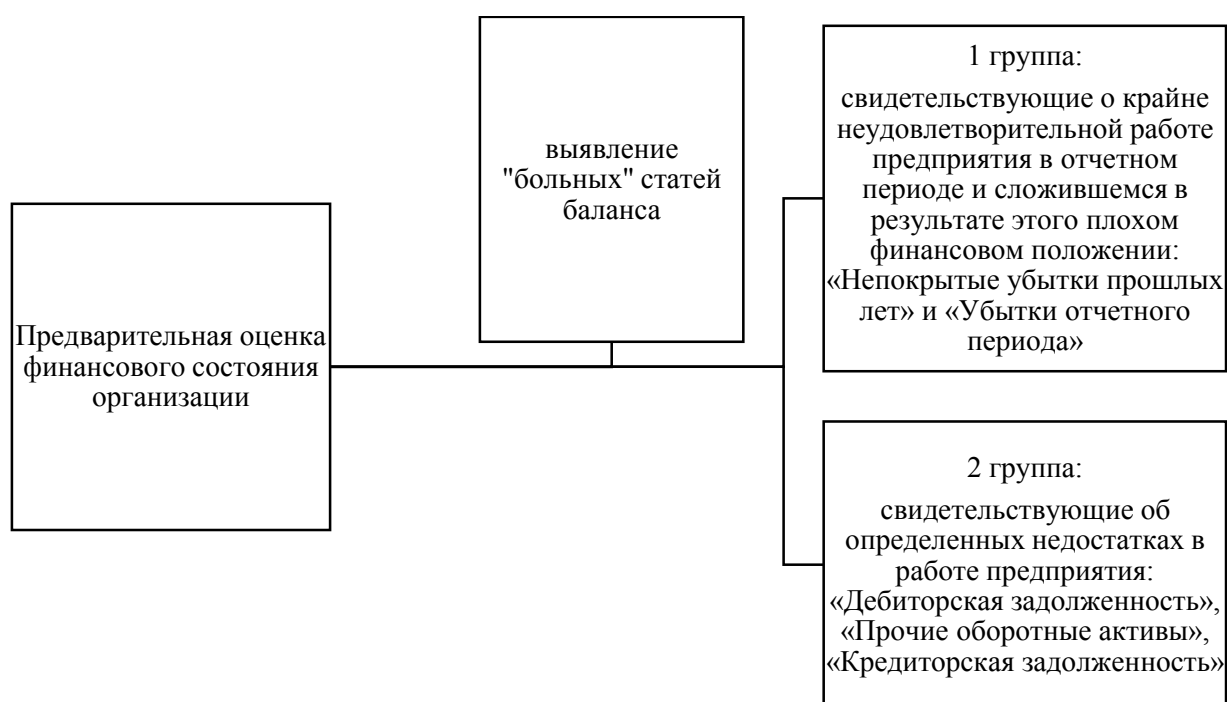 Предварительная оценка
финансового состояния
организации
выявление
"больных" статей
баланса
1 группа:
свидетельствующие о крайне
неудовлетворительной работе
предприятия в отчетном
периоде и сложившемся в
результате этого плохом
финансовом положении:
«Непокрытые убытки прошлых
лет» и «Убытки отчетного
периода»
2 группа:
свидетельствующие об
определенных недостатках в
работе предприятия:
«Дебиторская задолженность»,
«Прочие оборотные активы»,
«Кредиторская задолженность»